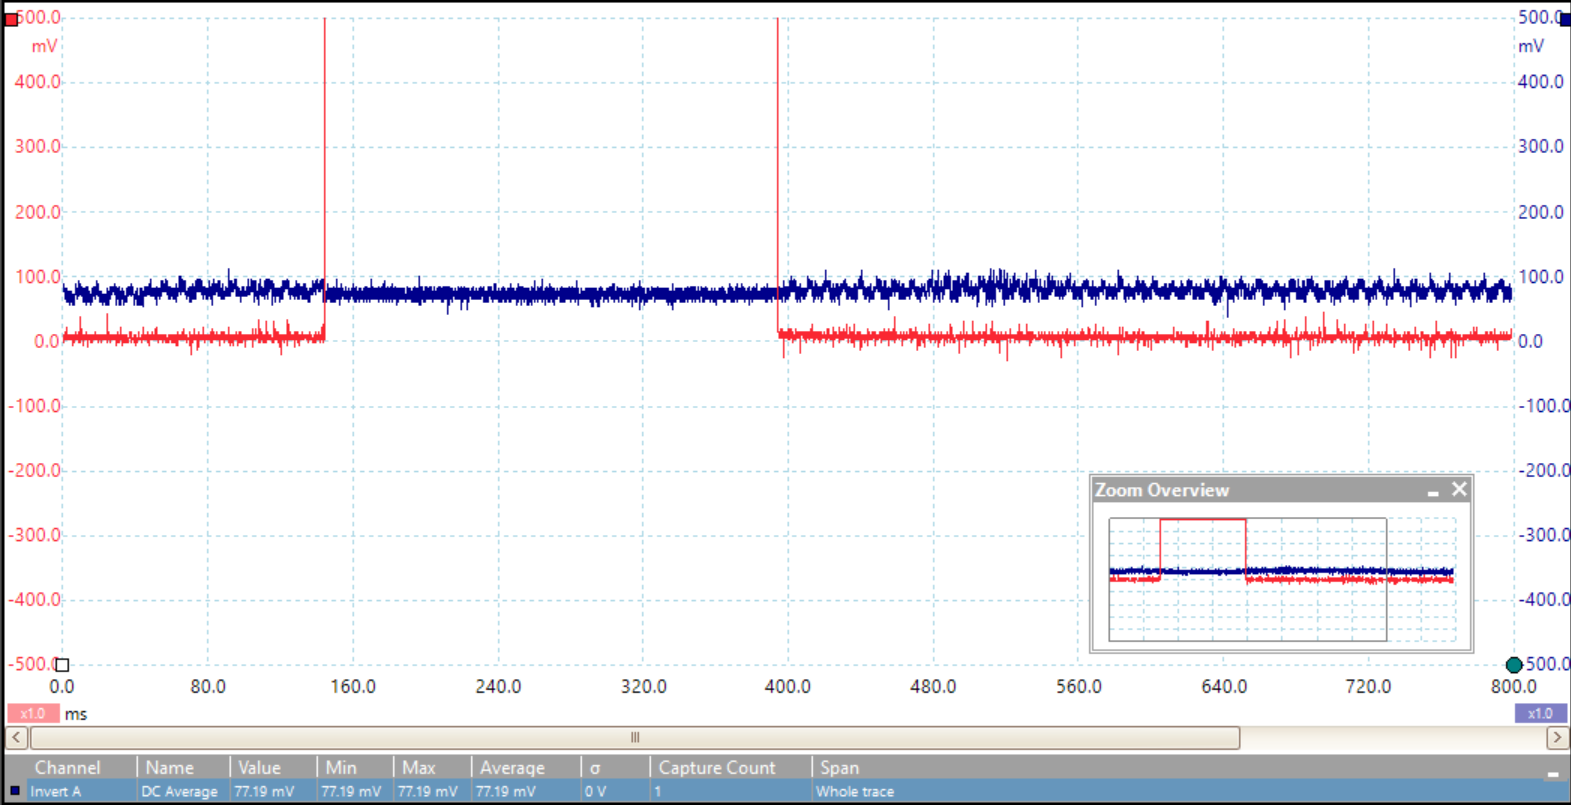 500.0 500.0
mV mV
400.0 400.0
300.0 300.0
200.0 200.0
100.0 100.0
0.0 0.0
-100.0 -100.0
-200.0 -200.0
Zoom Overview
-300.0 -300.0
-400.0 -400.0
-500.0 500.0
0.0 80.0 160.0 240.0 320.0 400.0 480.0 560.0 640.0 720.0 800.0
x1.0 ms x1.0
Channel Name Value Min Max Average σ Capture Count Span
Invert A DC Average 77.19 mV 77.19 mV 77.19 mV 77.19 mV 0 V 1 Whole trace